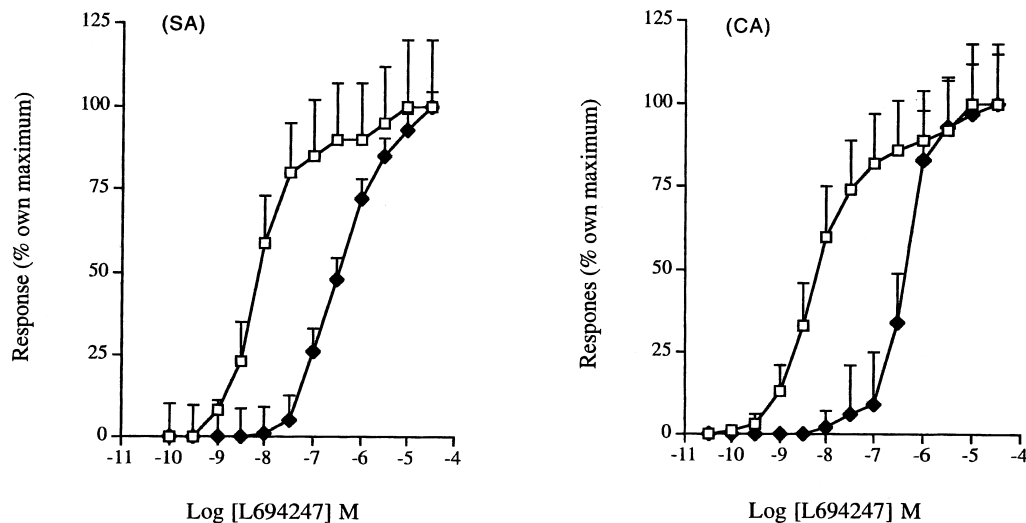 (SA)
Response (% own maximum)
125
100
75
50
25
0
-11 -10 -9 -8 -7 -6 -5 -4
Log [L694247] M
(CA)
Respones (% own maximum)
125
100
75
50
25
0
-11 -10 -9 -8 -7 -6 -5 -4
Log [L694247] M